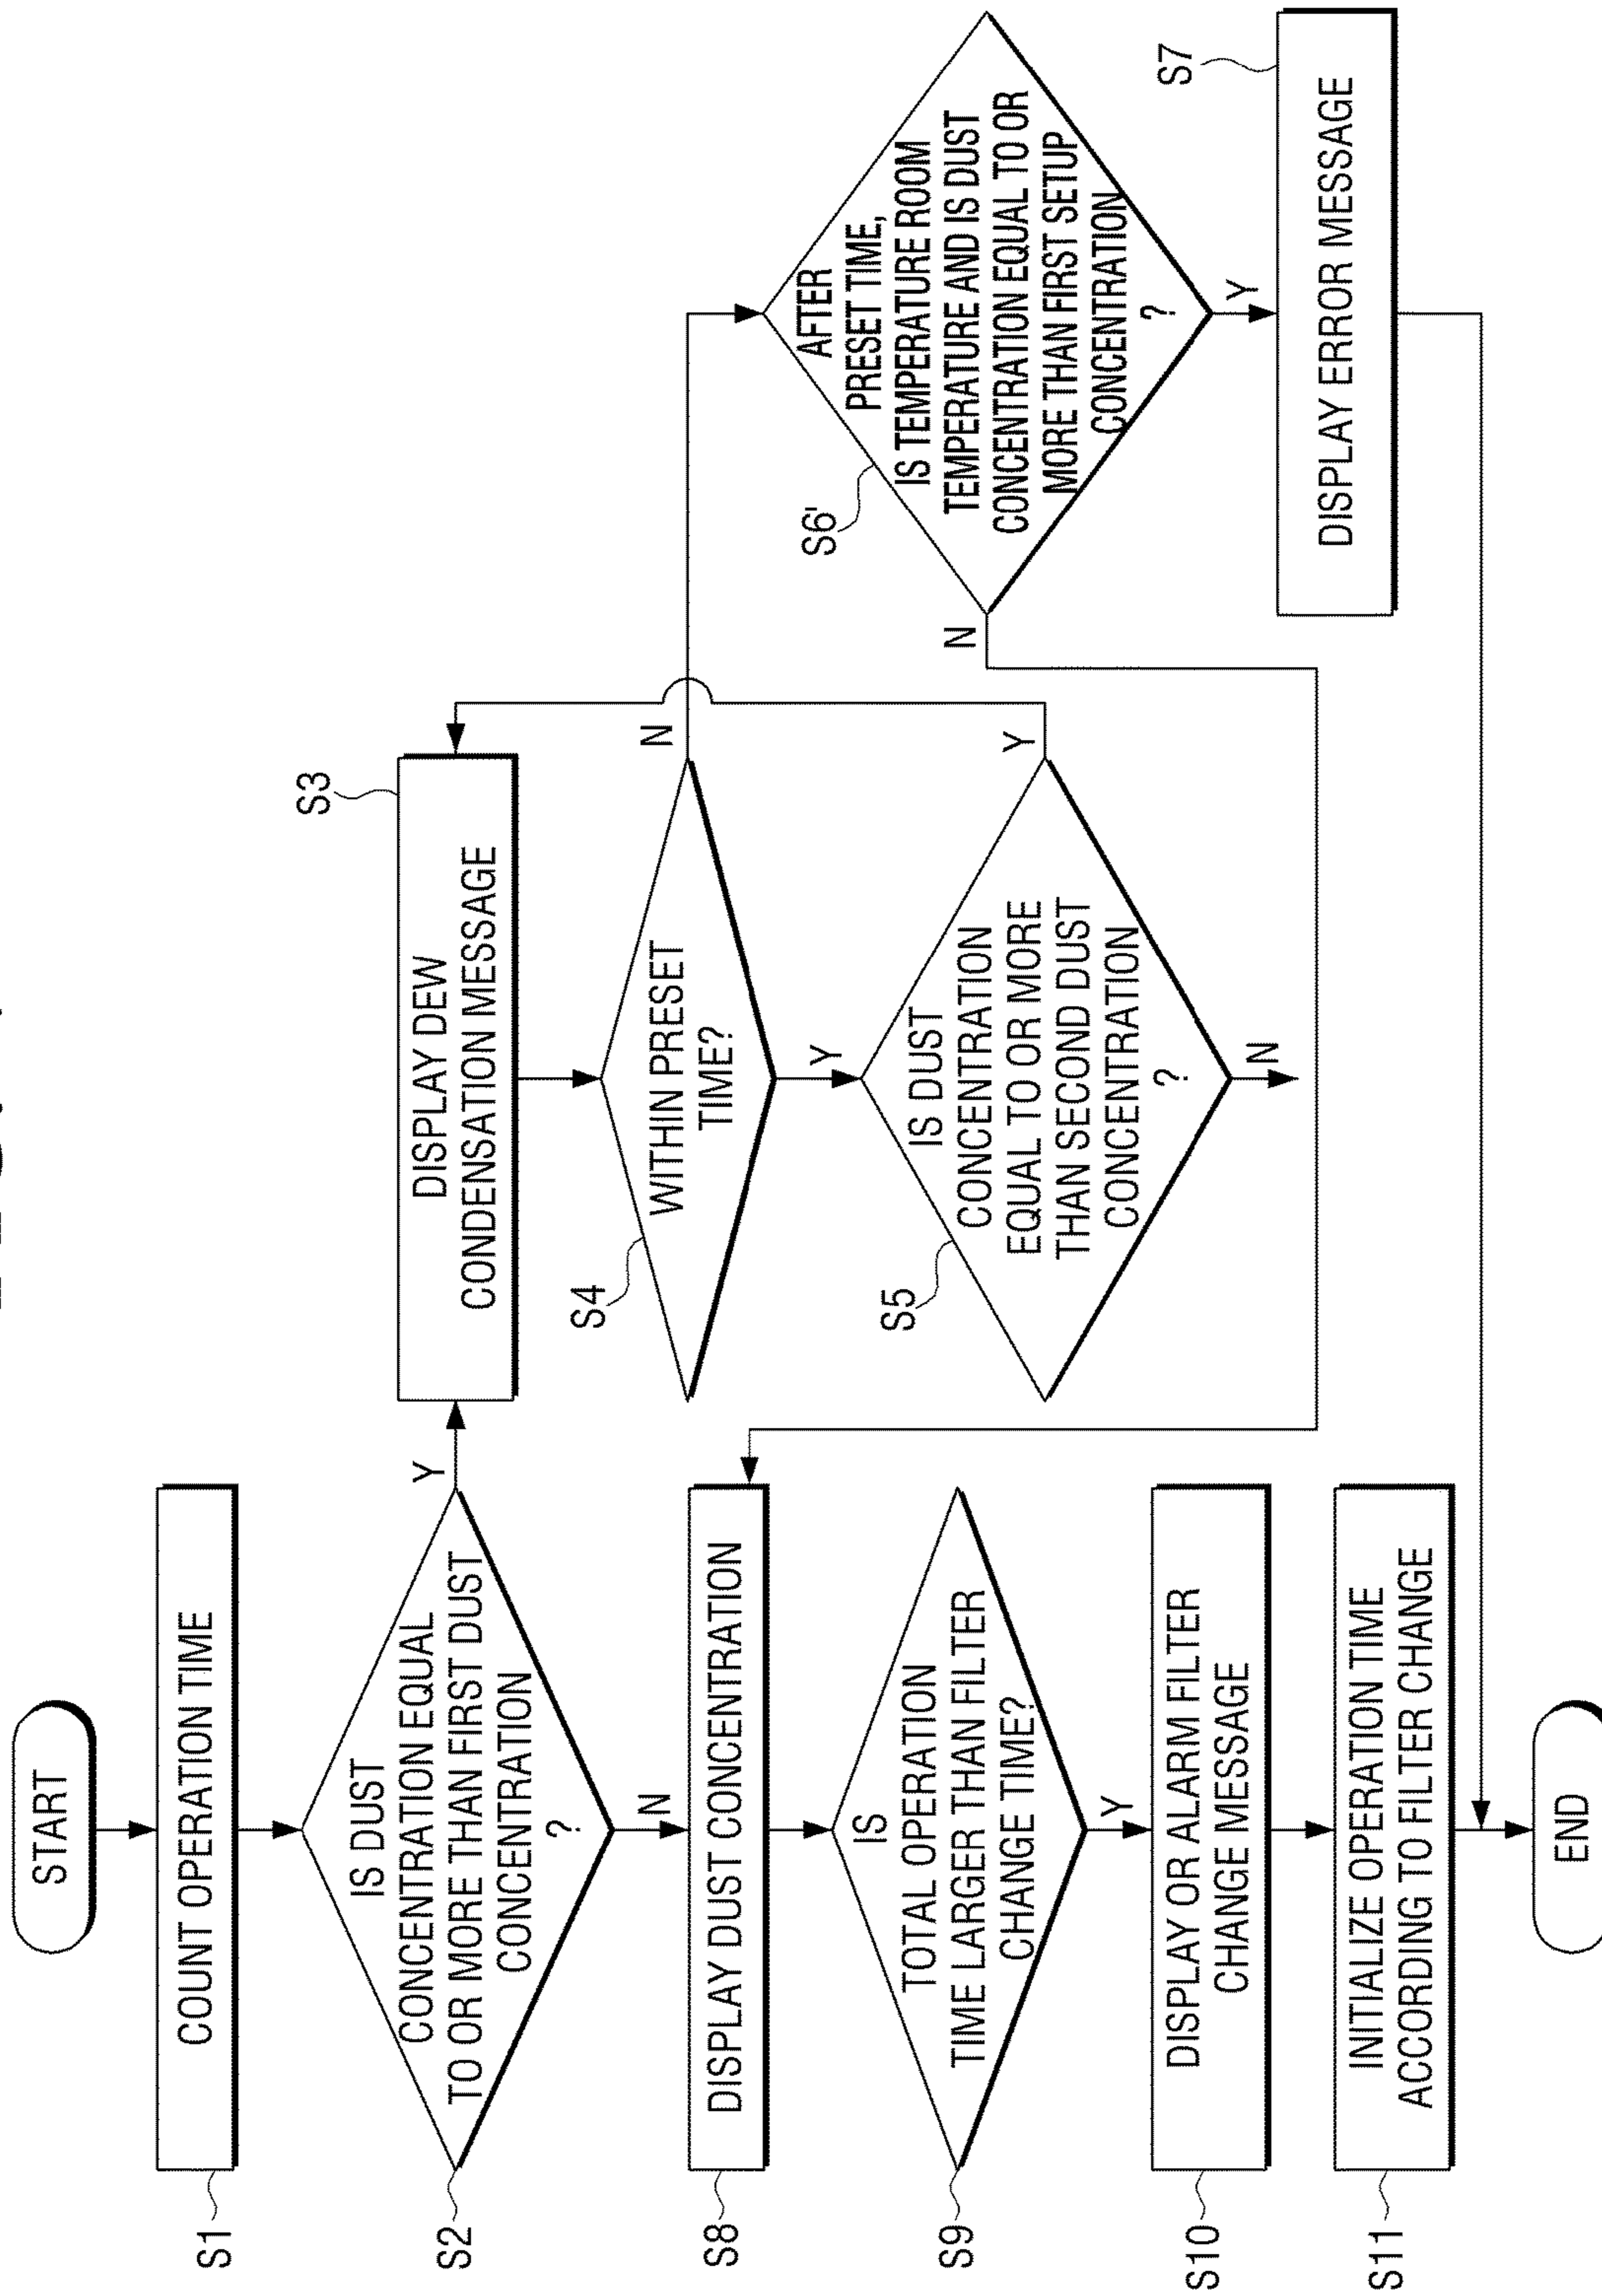 START
S1
COUNT OPERATION TIME
S2
IS DUST
CONCENTRATION EQUAL
TO OR MORE THAN FIRST DUST
CONCENTRATION
?
Y
N
S3
DISPLAY DEW
CONDENSATION MESSAGE
S4
WITHIN PRESET
TIME?
N
Y
S5
IS DUST
CONCENTRATION
EQUAL TO OR MORE
THAN SECOND DUST
CONCENTRATION
?
Y
N
S6'
AFTER
PRESET TIME,
IS TEMPERATURE ROOM
TEMPERATURE AND IS DUST
CONCENTRATION EQUAL TO OR
MORE THAN FIRST SETUP
CONCENTRATION
?
N
Y
S7
DISPLAY ERROR MESSAGE
S8
DISPLAY DUST CONCENTRATION
S9
IS
TOTAL OPERATION
TIME LARGER THAN FILTER
CHANGE TIME?
Y
S10
DISPLAY OR ALARM FILTER
CHANGE MESSAGE
S11
INITIALIZE OPERATION TIME
ACCORDING TO FILTER CHANGE
END